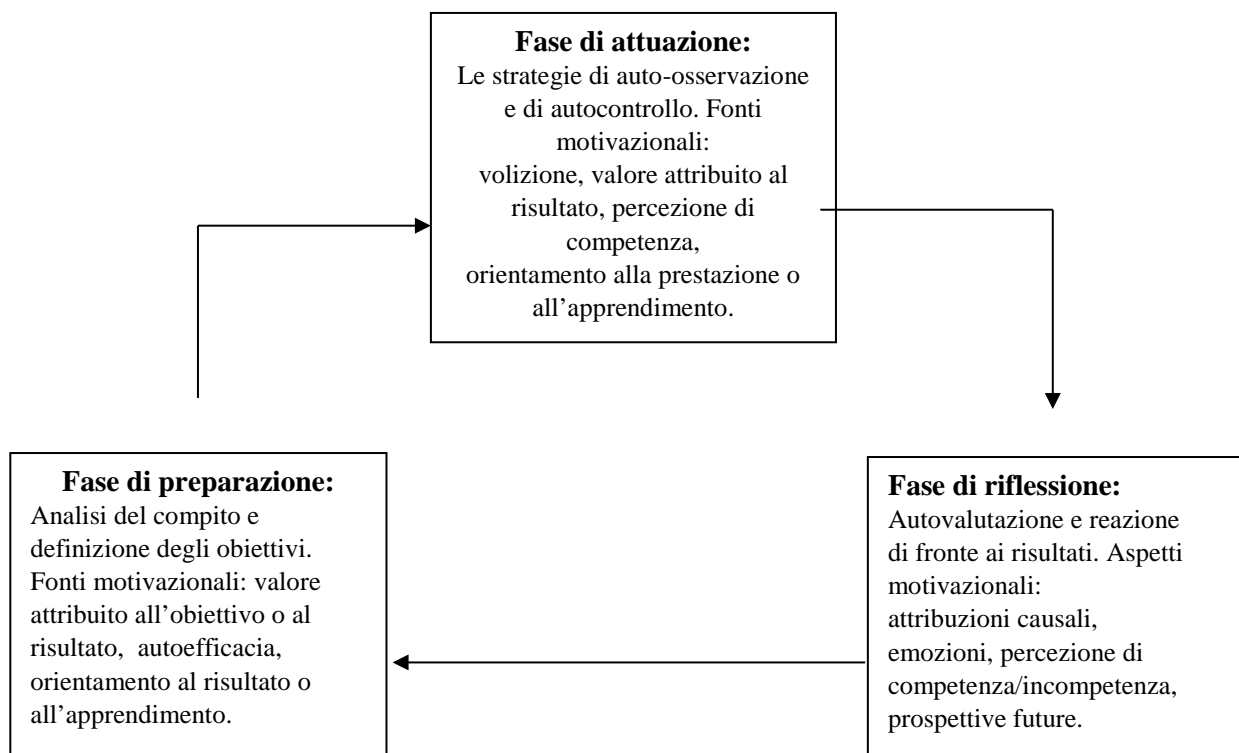 Fase di attuazione:
Le strategie di auto-osservazione
e di autocontrollo. Fonti
motivazionali:
volizione, valore attribuito al
risultato, percezione di
competenza,
orientamento alla prestazione o
all’apprendimento.
Fase di preparazione:
Analisi del compito e
definizione degli obiettivi.
Fonti motivazionali: valore
attribuito all’obiettivo o al
risultato, autoefficacia,
orientamento al risultato o
all’apprendimento.
Fase di riflessione:
Autovalutazione e reazione
di fronte ai risultati. Aspetti
motivazionali:
attribuzioni causali,
emozioni, percezione di
competenza/incompetenza,
prospettive future.